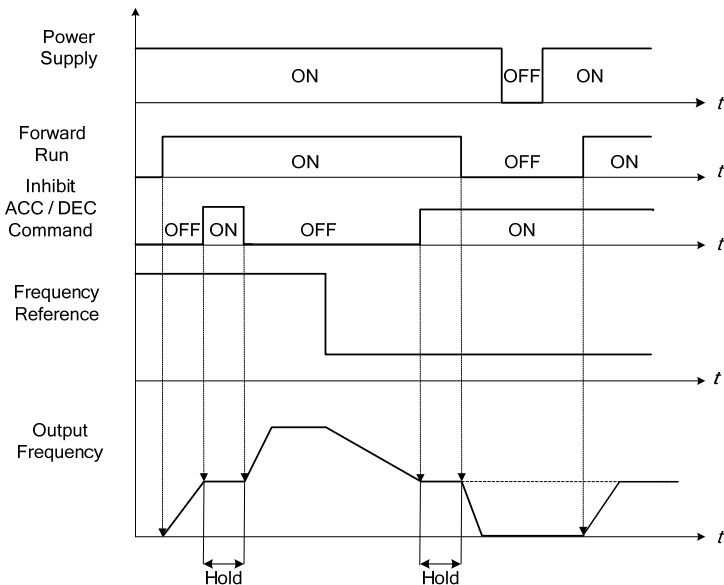 Power
Supply
ON
OFF
ON
t
Forward
Run
ON
OFF
ON
t
Inhibit
ACC / DEC
Command
OFF
ON
OFF
ON
t
Frequency
Reference
t
Output
Frequency
t
Hold
Hold